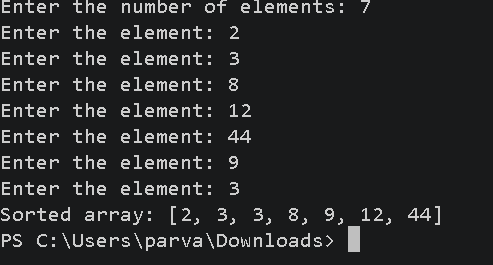 Enter the number of elements: 7
Enter the element: 2
Enter the element: 3
Enter the element: 8
Enter the element: 12
Enter the element: 44
Enter the element: 9
Enter the element: 3
Sorted array: [2, 3, 3, 8, 9, 12, 44]
PS C:\Users\parva\Downloads>